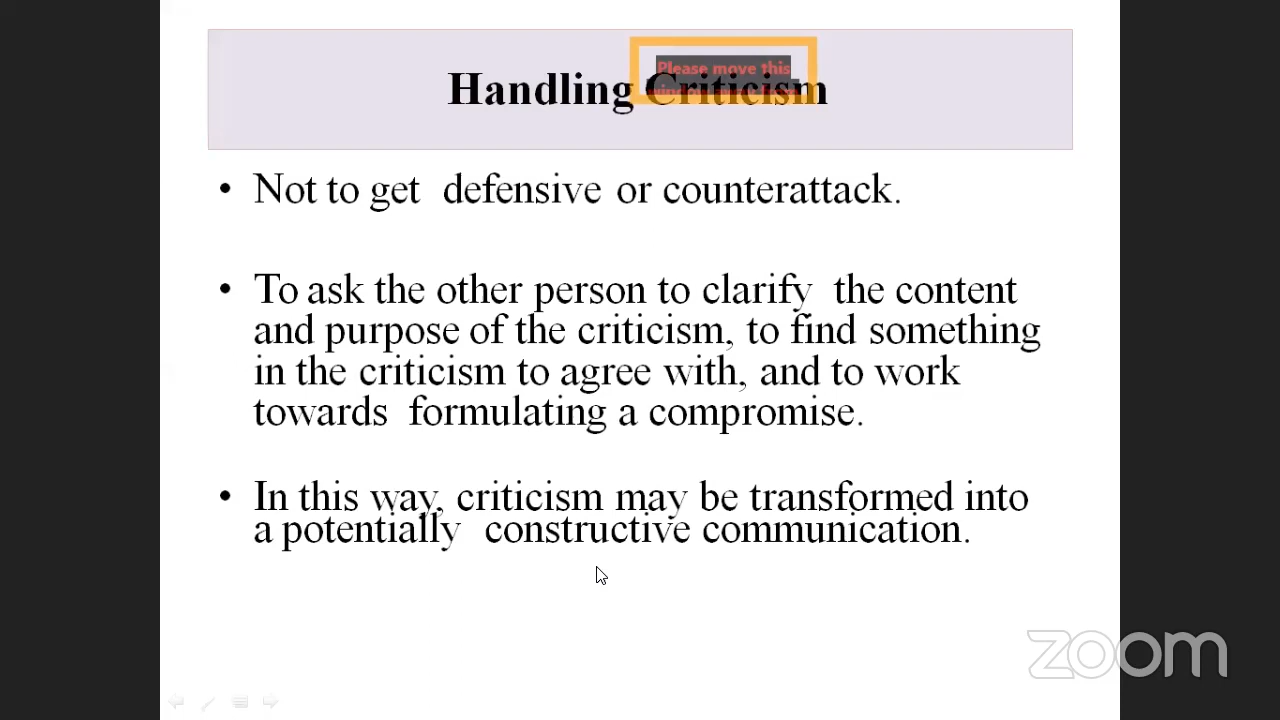 Please move this
Handling Criticism
• Not to get defensive or counterattack.
• To ask the other person to clarify the content
and purpose of the criticism, to find something
in the criticism to agree with, and to work
towards formulating a compromise.
• In this way, criticism may be transformed into
a potentially constructive communication.
zoom